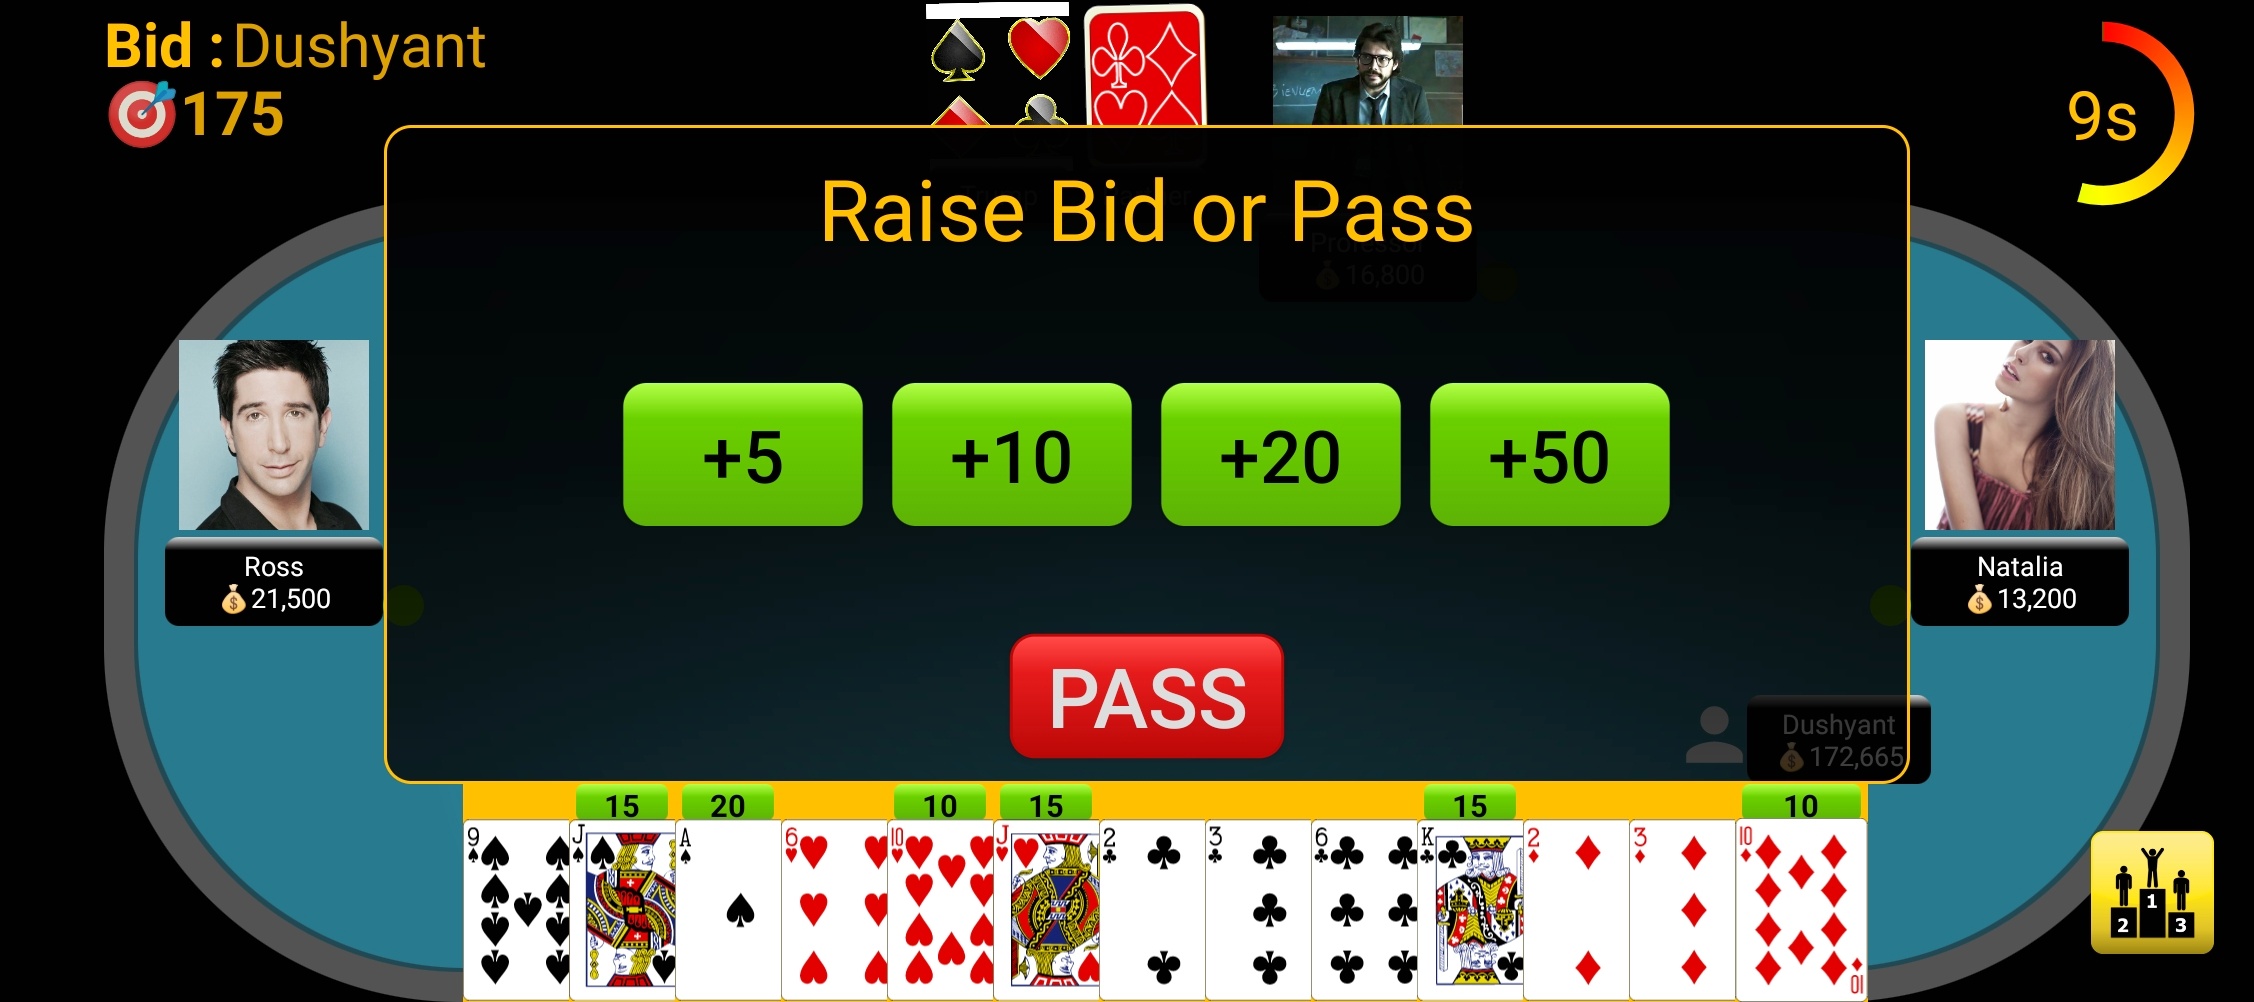 Bid : Dushyant
175
9s
Raise Bid or Pass
Professor
16,800
+5 +10 +20 +50
Ross
21,500
Natalia
13,200
PASS
Dushyant
172,665
15 20 10 15 15 10
9 J A 6 10 J 2 3 6 K 2 3 10
10
2 1 3